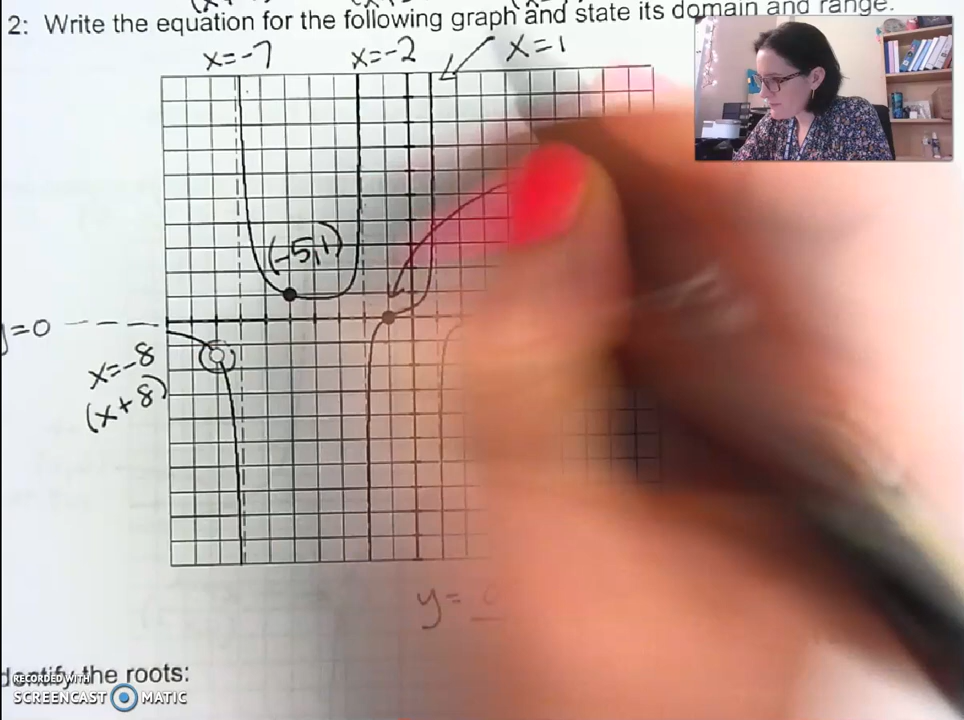 2: Write the equation for the following graph and state its domain and range.
x=-7 x=-2 x=1
(-5,1)
=0
x=-8
(x+8)
y=
dentify the roots:
RECORDED WITH
SCREENCAST MATIC